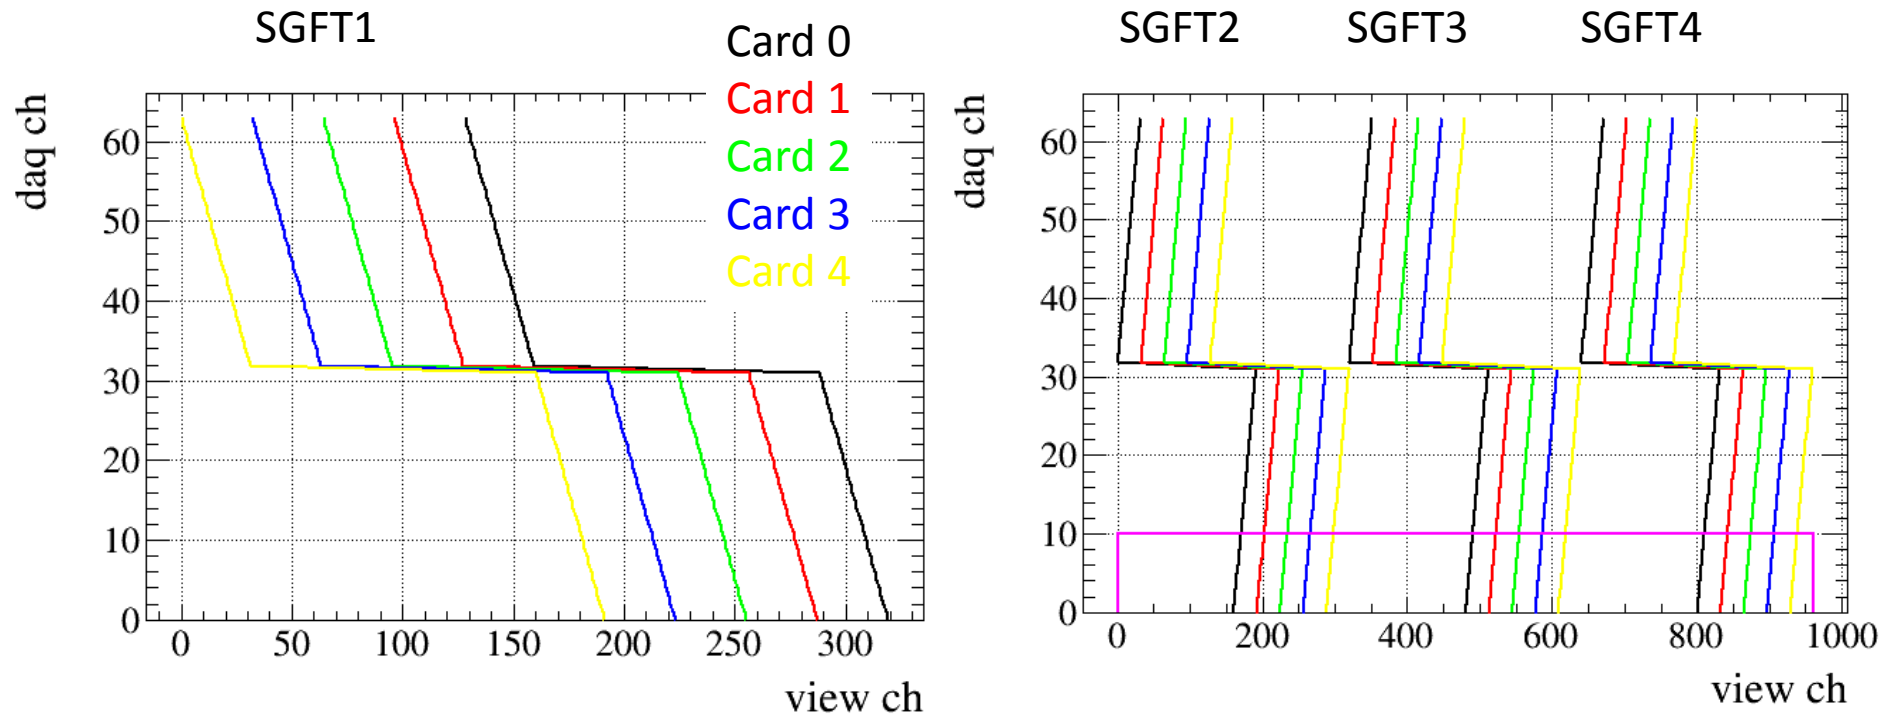 SGFT1
Card 0
Card 1
Card 2
Card 3
Card 4
daq ch
60
50
40
30
20
10
0
0 50 100 150 200 250 300
view ch
SGFT2 SGFT3 SGFT4
daq ch
60
50
40
30
20
10
0
0 200 400 600 800 1000
view ch